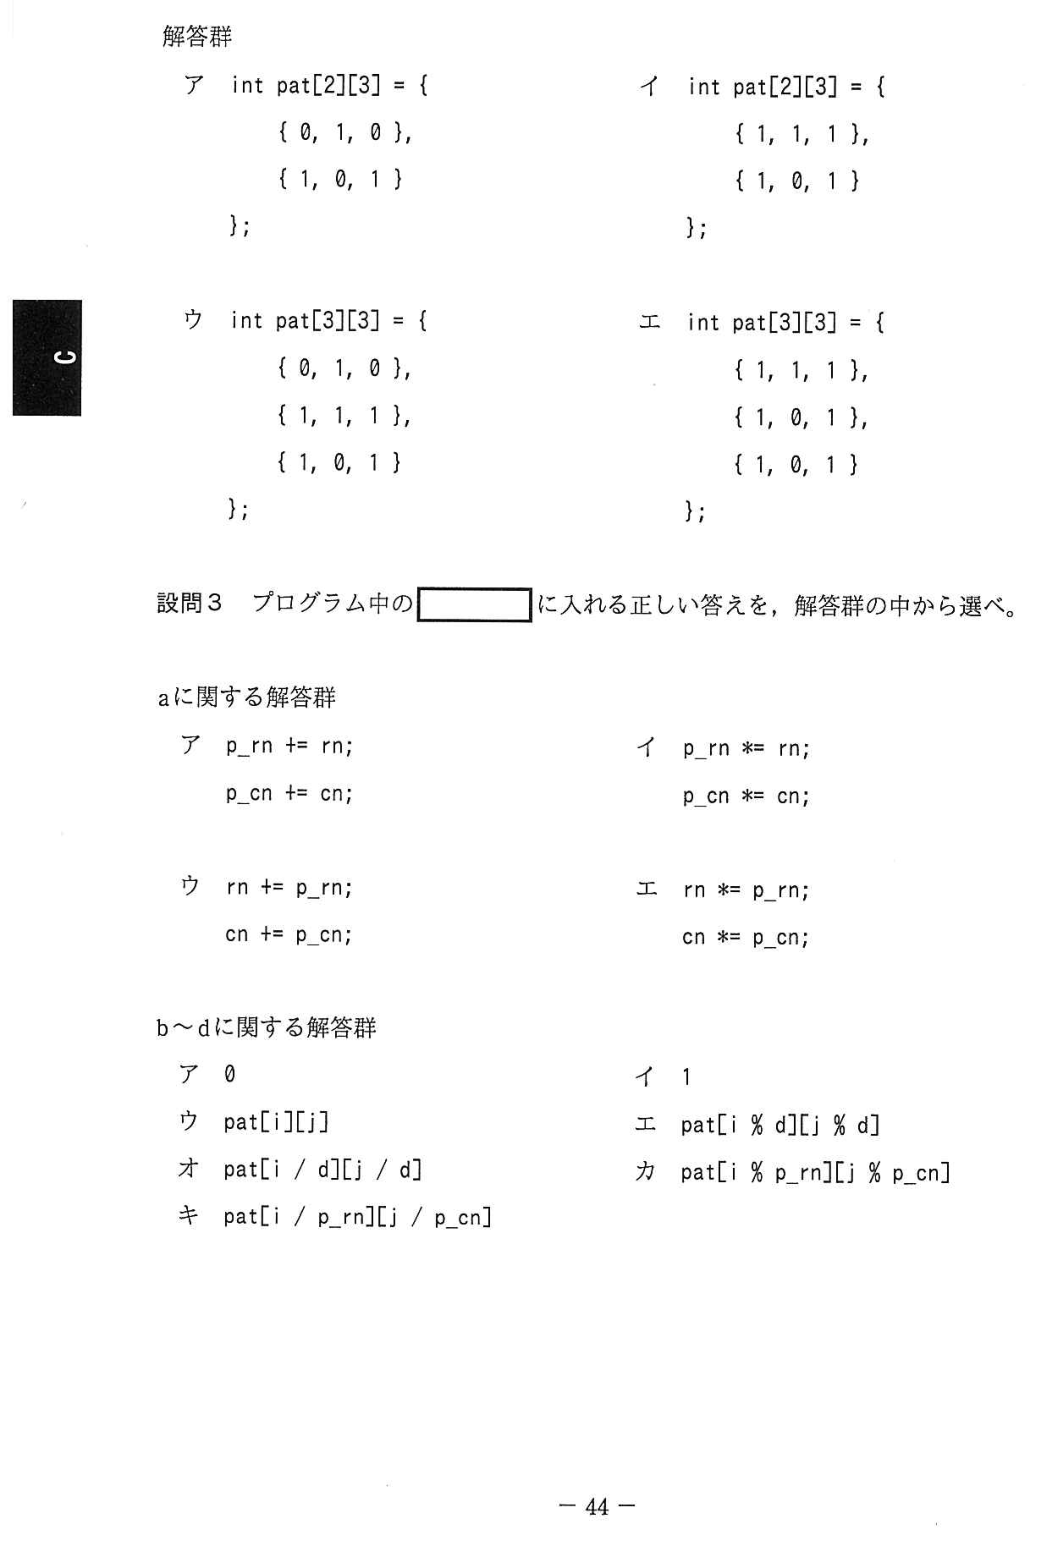 解答群
ア int pat[2][3] = {
{ 0, 1, 0 },
{ 1, 0, 1 }
};
イ int pat[2][3] = {
{ 1, 1, 1 },
{ 1, 0, 1 }
};
ウ int pat[3][3] = {
{ 0, 1, 0 },
{ 1, 1, 1 },
{ 1, 0, 1 }
};
エ int pat[3][3] = {
{ 1, 1, 1 },
{ 1, 0, 1 },
{ 1, 0, 1 }
};
C
設問3 プログラム中の に入れる正しい答えを，解答群の中から選べ。
aに関する解答群
ア p_rn += rn;
p_cn += cn;
イ p_rn *= rn;
p_cn *= cn;
ウ rn += p_rn;
cn += p_cn;
エ rn *= p_rn;
cn *= p_cn;
b～dに関する解答群
ア 0
イ 1
ウ pat[i][j]
エ pat[i % d][j % d]
オ pat[i / d][j / d]
カ pat[i % p_rn][j % p_cn]
キ pat[i / p_rn][j / p_cn]
－ 44 －